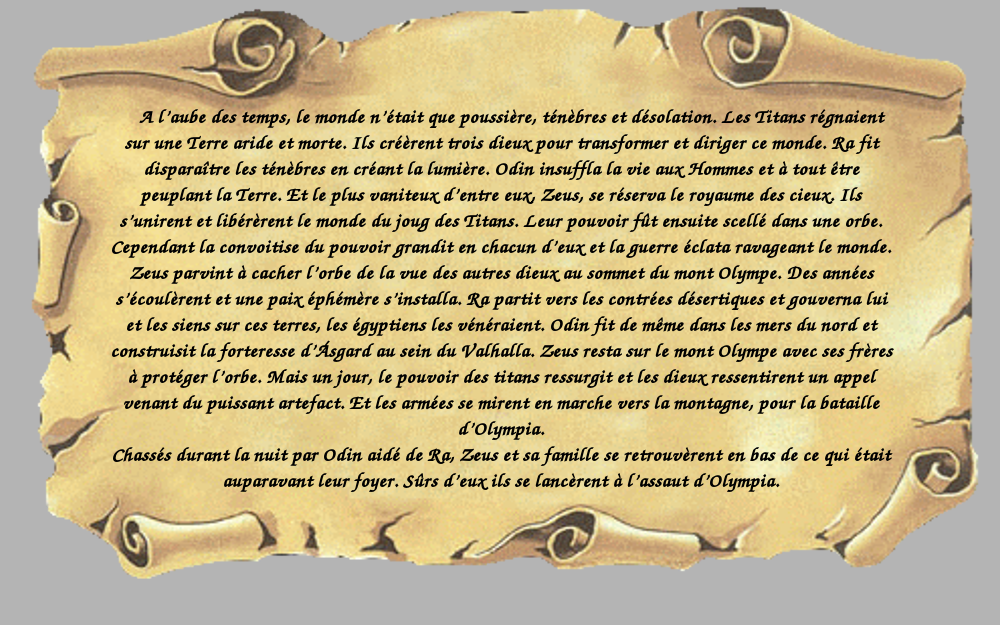 A l'aube des temps, le monde n'était que poussière, ténèbres et désolation. Les Titans régnaient
sur une Terre aride et morte. Ils créèrent trois dieux pour transformer et diriger ce monde. Ra fit
disparaître les ténèbres en créant la lumière. Odin insuffla la vie aux Hommes et à tout être
peuplant la Terre. Et le plus vaniteux d'entre eux, Zeus, se réserva le royaume des cieux. Ils
s'unirent et libérèrent le monde du joug des Titans. Leur pouvoir fût ensuite scellé dans une orbe.
Cependant la convoitise du pouvoir grandit en chacun d'eux et la guerre éclata ravageant le monde.
Zeus parvint à cacher l'orbe de la vue des autres dieux au sommet du mont Olympe. Des années
s'écoulèrent et une paix éphémère s'installa. Ra partit vers les contrées désertiques et gouverna lui
et les siens sur ces terres, les égyptiens les vénéraient. Odin fit de même dans les mers du nord et
construisit la forteresse d'Ásgard au sein du Valhalla. Zeus resta sur le mont Olympe avec ses frères
à protéger l'orbe. Mais un jour, le pouvoir des titans ressurgit et les dieux ressentirent un appel
venant du puissant artefact. Et les armées se mirent en marche vers la montagne, pour la bataille
d'Olympia.
Chassés durant la nuit par Odin aidé de Ra, Zeus et sa famille se retrouvèrent en bas de ce qui était
auparavant leur foyer. Sûrs d'eux ils se lancèrent à l'assaut d'Olympia.